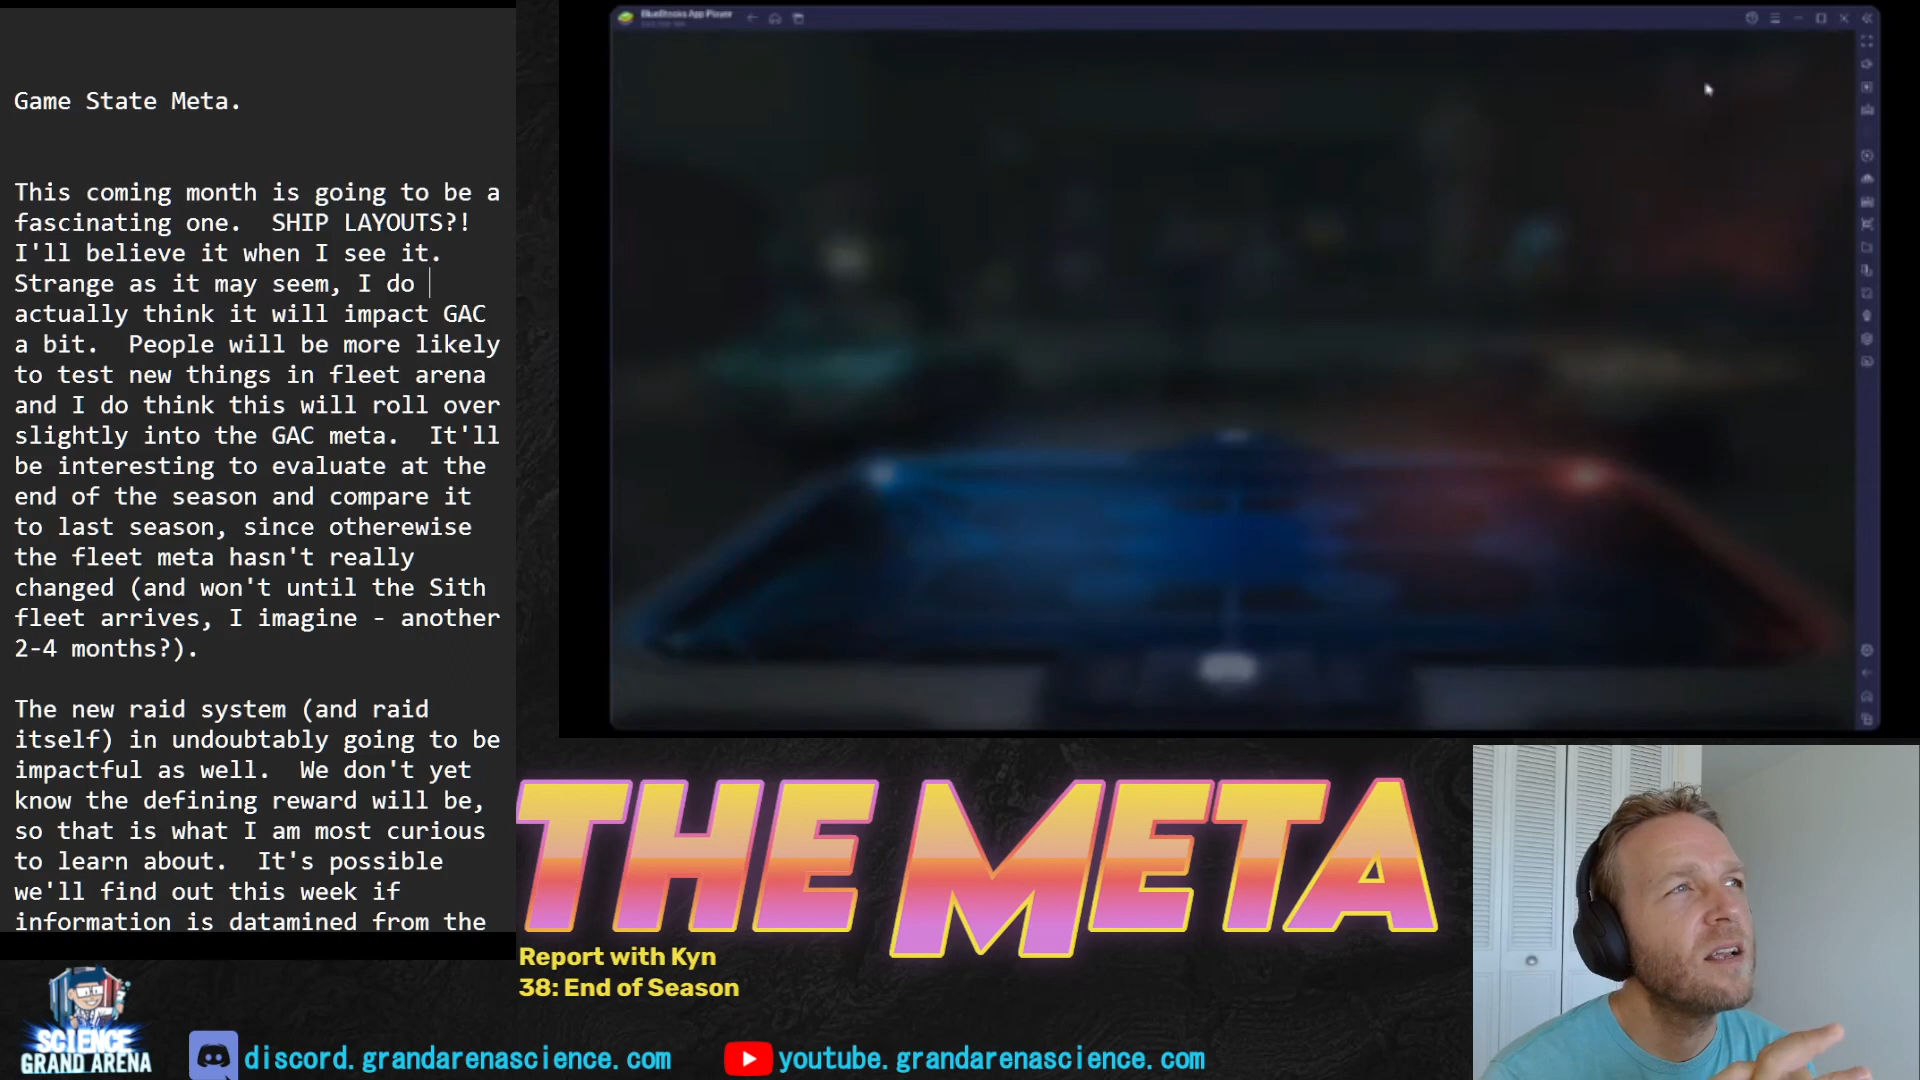 Game State Meta.
This coming month is going to be a
fascinating one.  SHIP LAYOUTS?!
I'll believe it when I see it.
Strange as it may seem, I do
actually think it will impact GAC
a bit.  People will be more likely
to test new things in fleet arena
and I do think this will roll over
slightly into the GAC meta.  It'll
be interesting to evaluate at the
end of the season and compare it
to last season, since otherewise
the fleet meta hasn't really
changed (and won't until the Sith
fleet arrives, I imagine - another
2-4 months?).
The new raid system (and raid
itself) in undoubtably going to be
impactful as well.  We don't yet
know the defining reward will be,
so that is what I am most curious
to learn about.  It's possible
we'll find out this week if
information is datamined from the
BlueStacks App Player
THE META
Report with Kyn
38: End of Season
SCIENCE
GRAND ARENA
discord.grandarenascience.com
youtube.grandarenascience.com